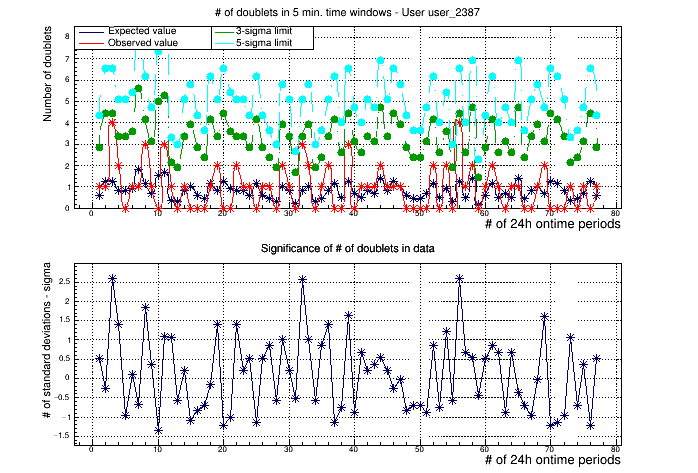 # of doublets in 5 min. time windows - User user_2387
Expected value
3-sigma limit
Observed value
5-sigma limit
Number of doublets
8
7
6
5
4
3
2
1
0
0 10 20 30 40 50 60 70 80
# of 24h ontime periods
Significance of # of doublets in data
# of standard deviations - sigma
2.5
2
1.5
1
0.5
0
−0.5
−1
−1.5
0 10 20 30 40 50 60 70 80
# of 24h ontime periods